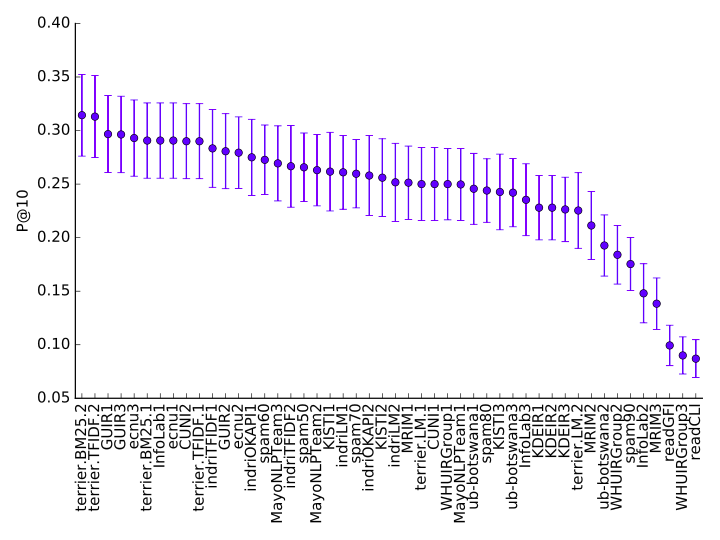 0.40
0.35
0.30
0.25
0.20
0.15
0.10
0.05
P@10
terrier.BM25.2
terrier.TFIDF.2
GUIR1
GUIR3
ecnu3
terrier.BM25.1
InfoLab1
ecnu1
CUNI2
terrier.TFIDF.1
indriTFIDF1
GUIR2
ecnu2
indriOKAPI1
spam60
MayoNLPTeam3
indriTFIDF2
spam50
MayoNLPTeam2
KISTI1
indriLM1
spam70
indriOKAPI2
KISTI2
indriLM2
MRIM1
terrier.LM.1
CUNI1
WHUIRGroup1
MayoNLPTeam1
ub-botswana1
spam80
KISTI3
ub-botswana3
InfoLab3
KDEIR1
KDEIR2
KDEIR3
terrier.LM.2
MRIM2
ub-botswana2
WHUIRGroup2
spam90
InfoLab2
MRIM3
readGFI
WHUIRGroup3
readCLI